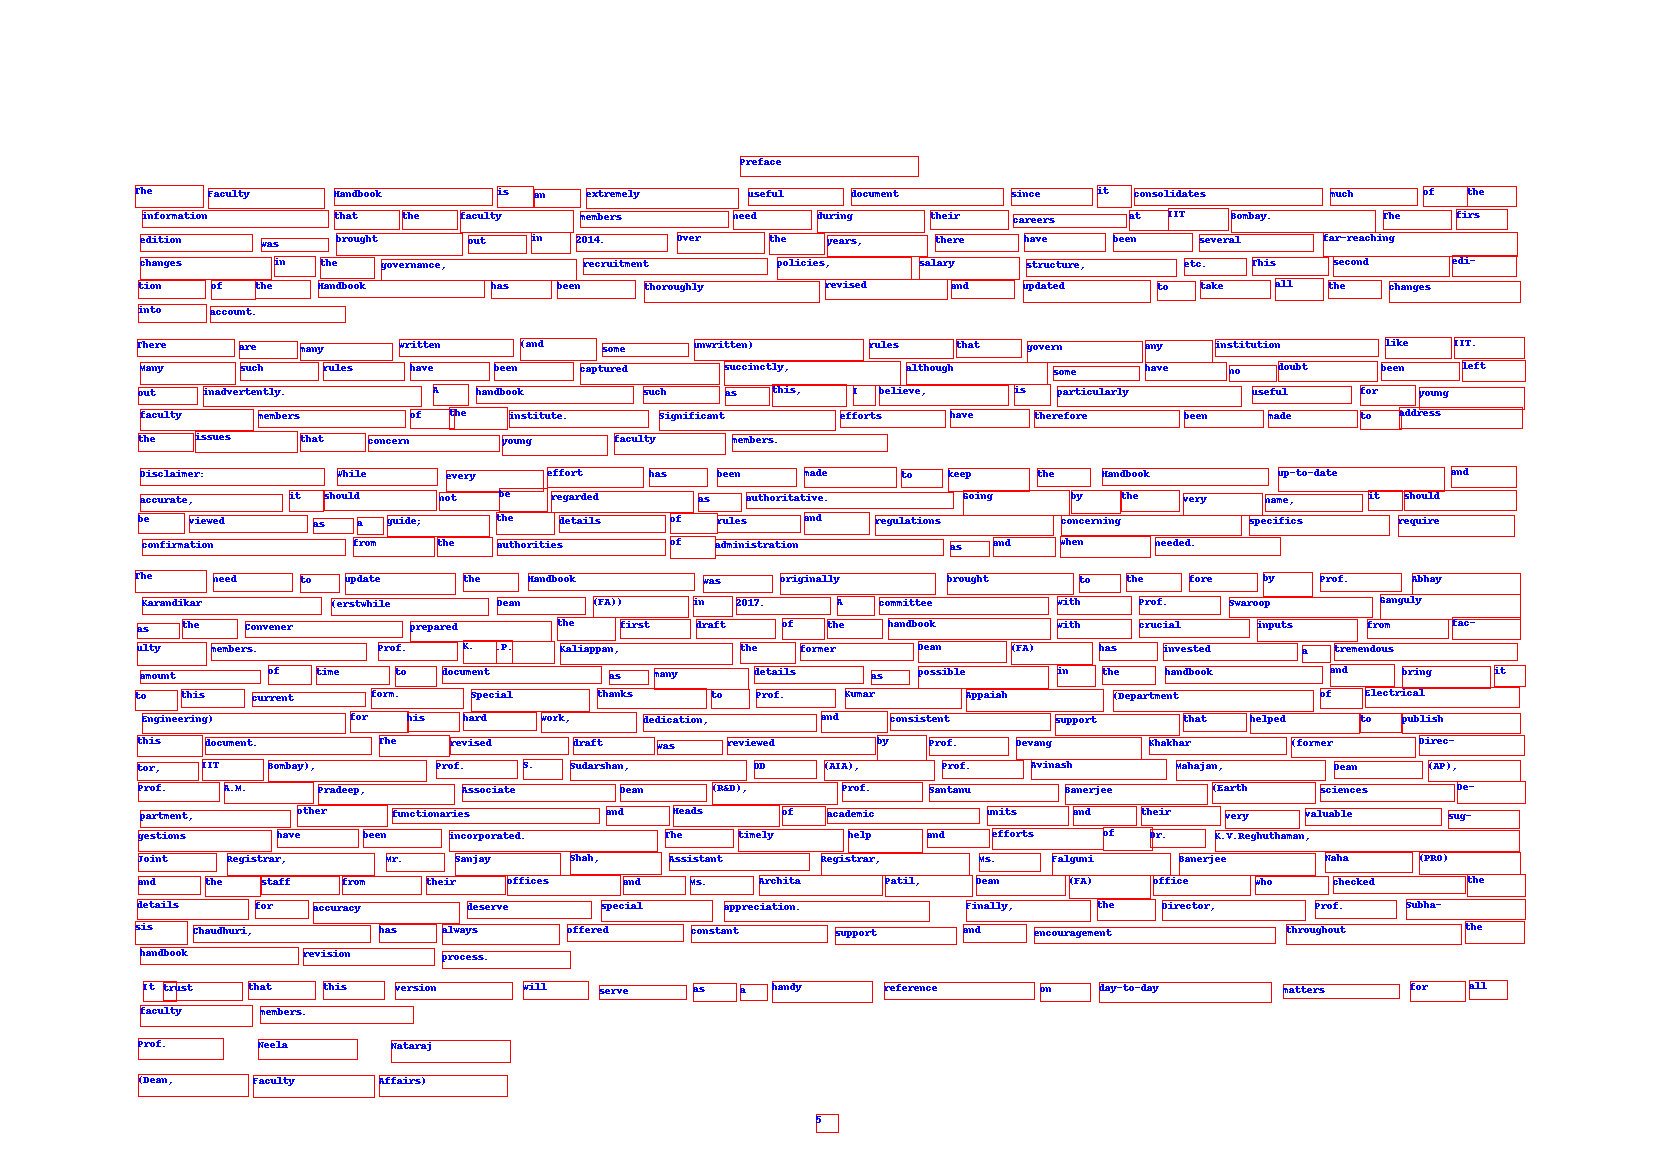 Preface
The Faculty Handbook is an extremely useful document since it consolidates much of the
information that the faculty members need during their careers at IIT Bombay. The firs
edition was brought out in 2014. Over the years, there have been several far-reaching
changes in the governance, recruitment policies, salary structure, etc. This second edi-
tion of the Handbook has been thoroughly revised and updated to take all the changes
into account.
There are many written (and some unwritten) rules that govern any institution like IIT.
Many such rules have been captured succinctly, although some have no doubt been left
out inadvertently. A handbook such as this, I believe, is particularly useful for young
faculty members of the institute. Significant efforts have therefore been made to address
the issues that concern young faculty members.
Disclaimer: While every effort has been made to keep the Handbook up-to-date and
accurate, it should not be regarded as authoritative. Going by the very name, it should
be viewed as a guide; the details of rules and regulations concerning specifics require
confirmation from the authorities of administration as and when needed.
The need to update the Handbook was originally brought to the fore by Prof. Abhay
Karandikar (erstwhile Dean (FA)) in 2017. A committee with Prof. Swaroop Ganguly
as the Convener prepared the first draft of the handbook with crucial inputs from fac-
ulty members. Prof. K. .P. Kaliappan, the former Dean (FA) has invested a tremendous
amount of time to document as many details as possible in the handbook and bring it
to this current form. Special thanks to Prof. Kumar Appaiah (Department of Electrical
Engineering) for his hard work, dedication, and consistent support that helped to publish
this document. The revised draft was reviewed by Prof. Devang Khakhar (former Direc-
tor, IIT Bombay), Prof. S. Sudarshan, DD (AIA), Prof. Avinash Mahajan, Dean (AP),
Prof. A.M. Pradeep, Associate Dean (R&D), Prof. Santanu Banerjee (Earth sciences De-
partment, other functionaries and Heads of academic units and their very valuable sug-
gestions have been incorporated. The timely help and efforts of Dr. K.V.Reghuthaman,
Joint Registrar, Mr. Sanjay Shah, Assistant Registrar, Ms. Falguni Banerjee Naha (PRO)
and the staff from their offices and Ms. Archita Patil, Dean (FA) office who checked the
details for accuracy deserve special appreciation. Finally, the Director, Prof. Subha-
sis Chaudhuri, has always offered constant support and encouragement throughout the
handbook revision process.
It trust that this version will serve as a handy reference on day-to-day matters for all
faculty members.
Prof. Neela Nataraj
(Dean, Faculty Affairs)
5